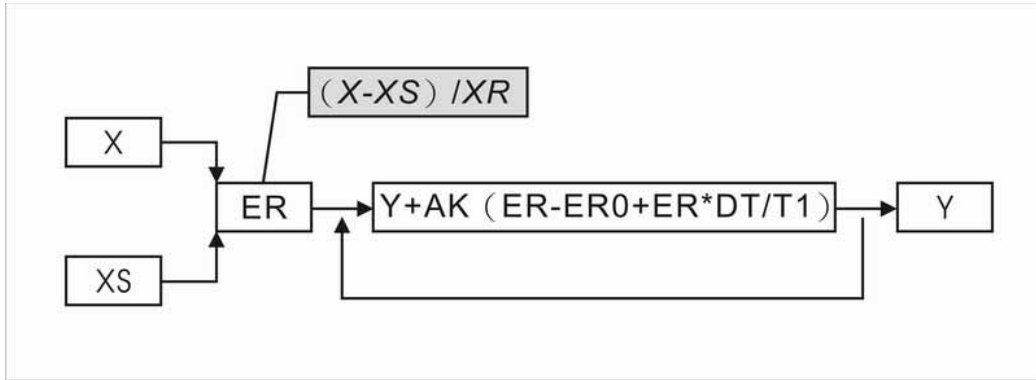 (X-XS) /XR
X
ER
Y+AK (ER-ER0+ER*DT/T1)
Y
XS